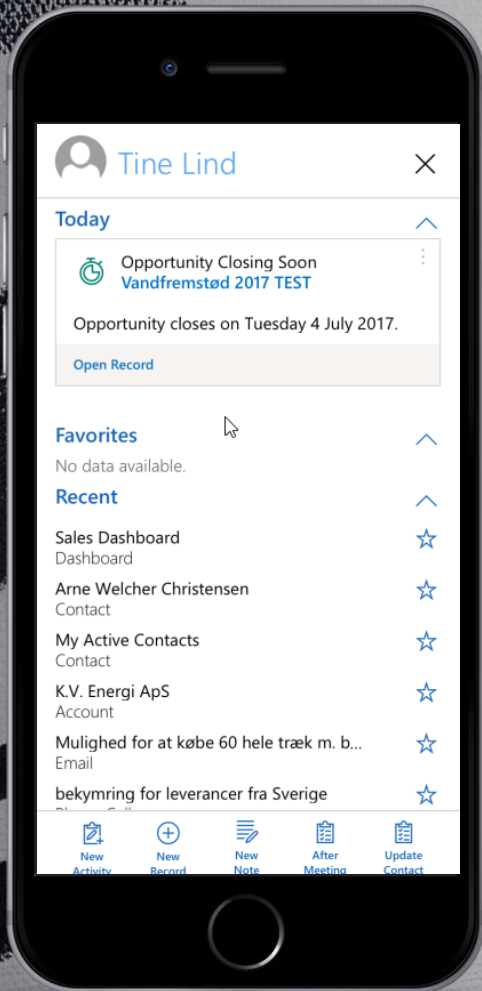 Tine Lind
Today
Opportunity Closing Soon
Vandfremstød 2017 TEST
Opportunity closes on Tuesday 4 July 2017.
Open Record
Favorites
No data available.
Recent
Sales Dashboard
Dashboard
Arne Welcher Christensen
Contact
My Active Contacts
Contact
K.V. Energi ApS
Account
Mulighed for at købe 60 hele træk m. b...
Email
bekymring for leverancer fra Sverige
Phone Call
New Activity
New Record
New Note
After Meeting
Update Contact